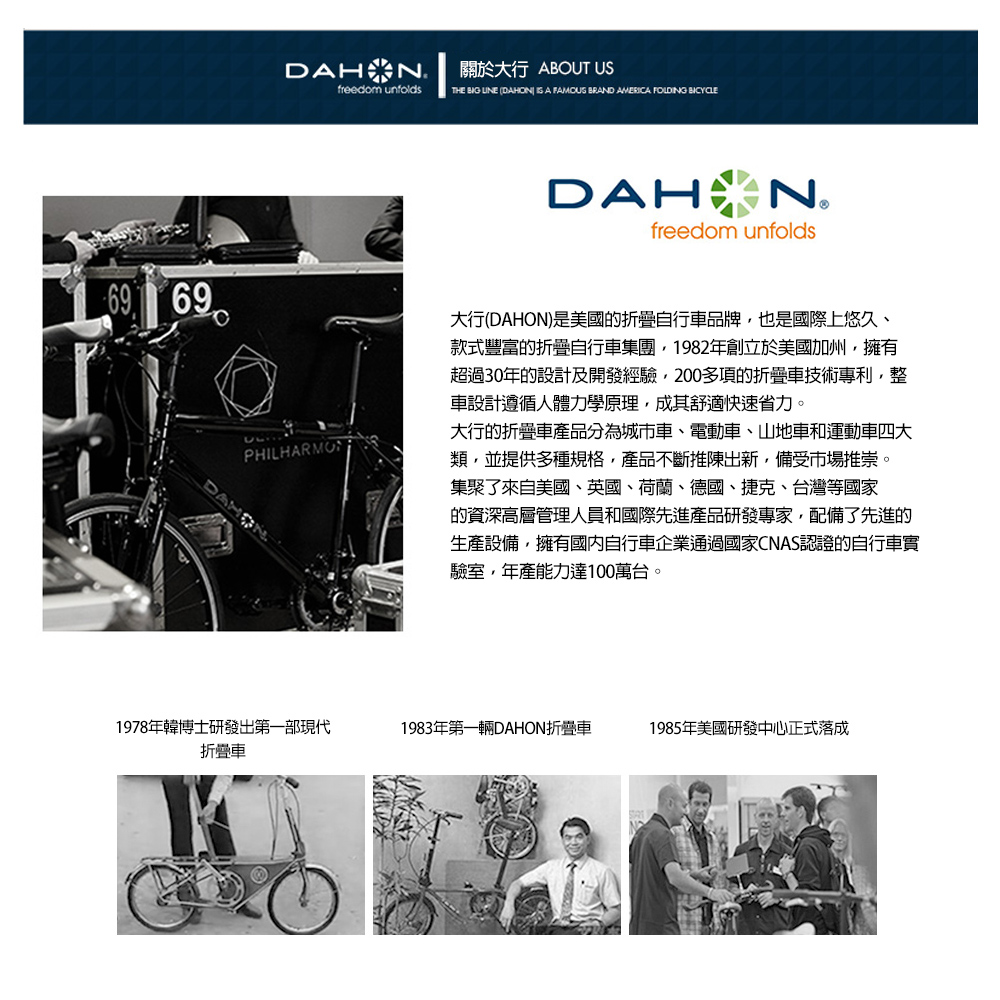 DAHON®
freedom unfolds
關於大行 ABOUT US
THE BIG LINE (DAHON) IS A FAMOUS BRAND AMERICA FOLDING BICYCLE
DAHON®
freedom unfolds
69
69
PHILHARMO
DAHON
大行(DAHON)是美國的折疊自行車品牌，也是國際上悠久、
款式豐富的折疊自行車集團，1982年創立於美國加州，擁有
超過30年的設計及開發經驗，200多項的折疊車技術專利，整
車設計遵循人體力學原理，成其舒適快速省力。
大行的折疊車產品分為城市車、電動車、山地車和運動車四大
類，並提供多種規格，產品不斷推陳出新，備受市場推崇。
集聚了來自美國、英國、荷蘭、德國、捷克、台灣等國家
的資深高層管理人員和國際先進產品研發專家，配備了先進的
生產設備，擁有國內自行車企業通過國家CNAS認證的自行車實
驗室，年產能力達100萬台。
1978年韓博士研發出第一部現代
折疊車
1983年第一輛DAHON折疊車
1985年美國研發中心正式落成